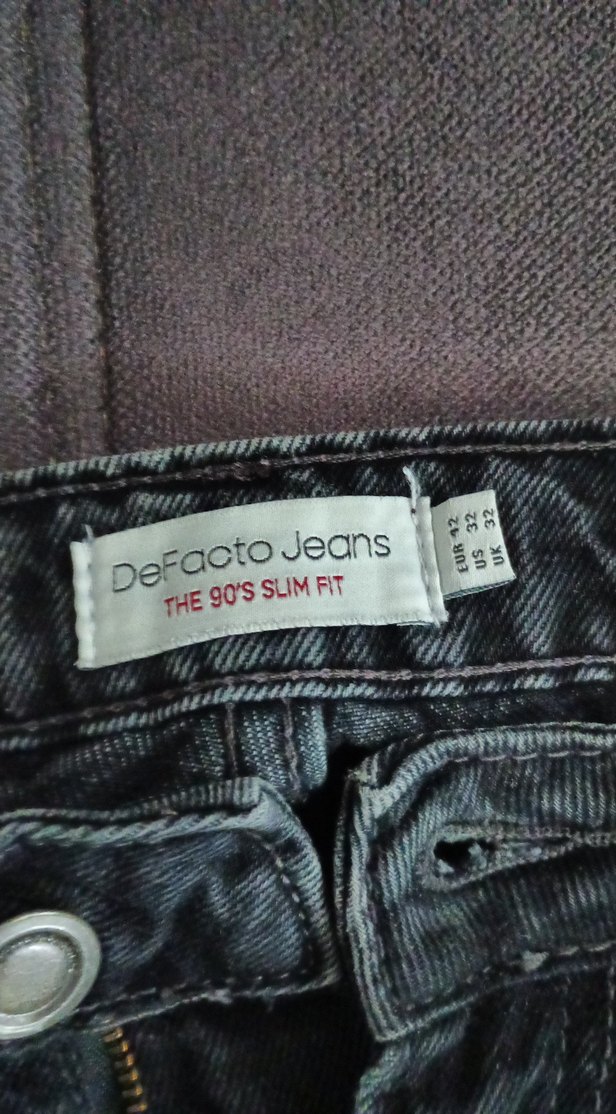 DeFacto Jeans
THE 90'S SLIM FIT
EUR 42
US 32
UK 32